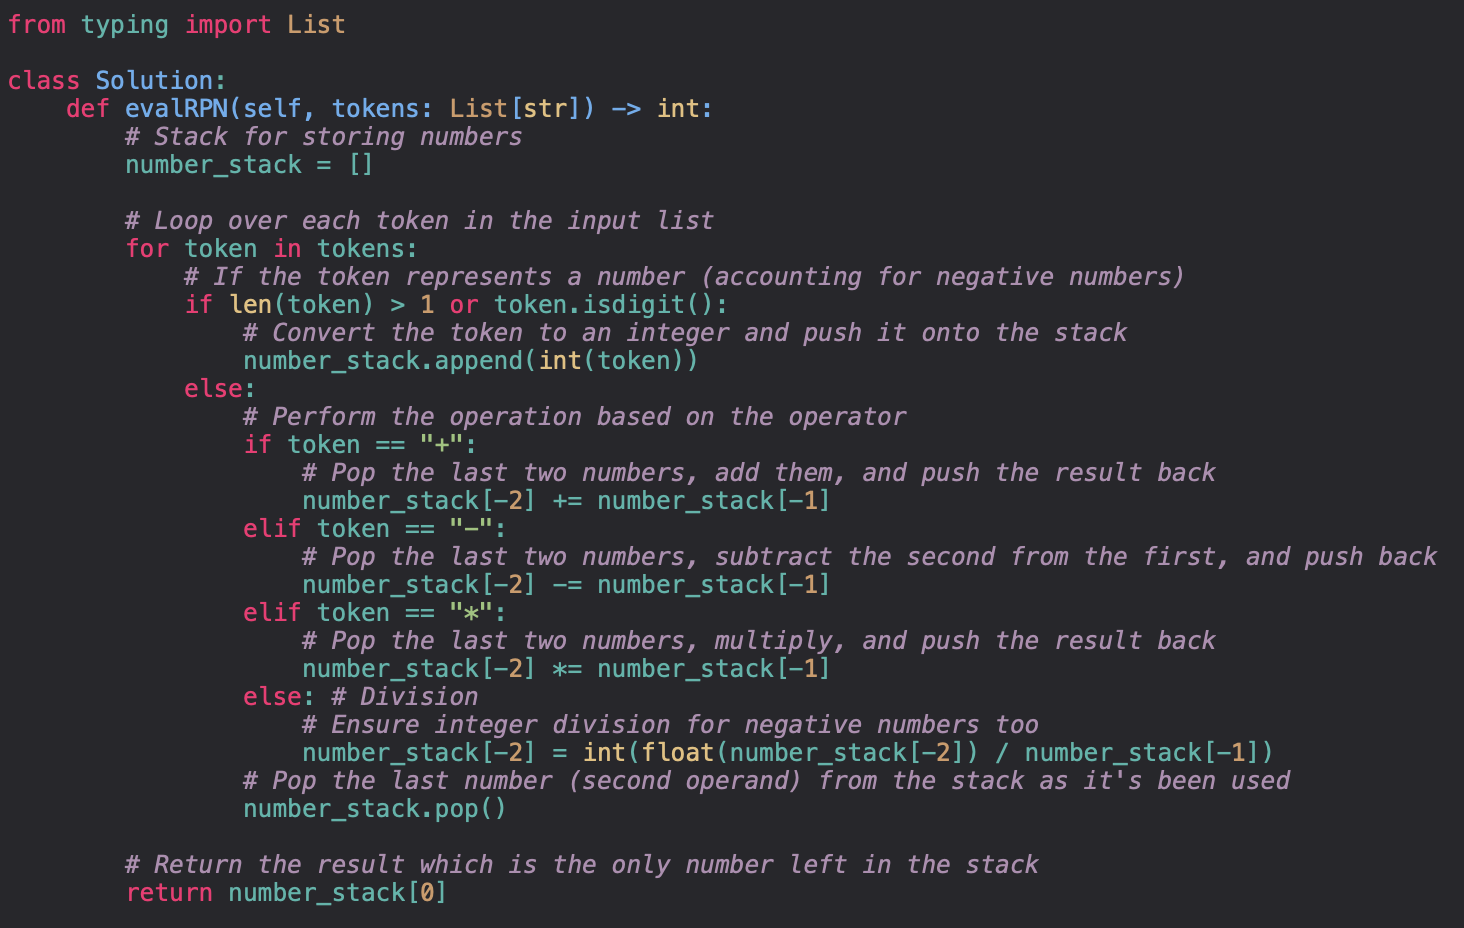 from typing import List

class Solution:
    def evalRPN(self, tokens: List[str]) -> int:
        # Stack for storing numbers
        number_stack = []

        # Loop over each token in the input list
        for token in tokens:
            # If the token represents a number (accounting for negative numbers)
            if len(token) > 1 or token.isdigit():
                # Convert the token to an integer and push it onto the stack
                number_stack.append(int(token))
            else:
                # Perform the operation based on the operator
                if token == "+":
                    # Pop the last two numbers, add them, and push the result back
                    number_stack[-2] += number_stack[-1]
                elif token == "-":
                    # Pop the last two numbers, subtract the second from the first, and push back
                    number_stack[-2] -= number_stack[-1]
                elif token == "*":
                    # Pop the last two numbers, multiply, and push the result back
                    number_stack[-2] *= number_stack[-1]
                else: # Division
                    # Ensure integer division for negative numbers too
                    number_stack[-2] = int(float(number_stack[-2]) / number_stack[-1])
                # Pop the last number (second operand) from the stack as it's been used
                number_stack.pop()

        # Return the result which is the only number left in the stack
        return number_stack[0]